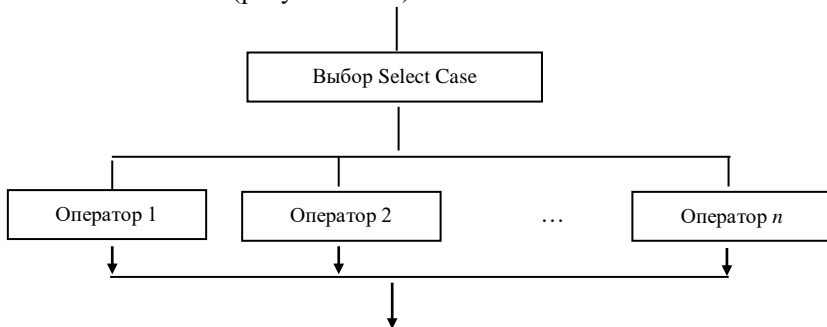 Выбор Select Case
Оператор 1
Оператор 2
…
Оператор n